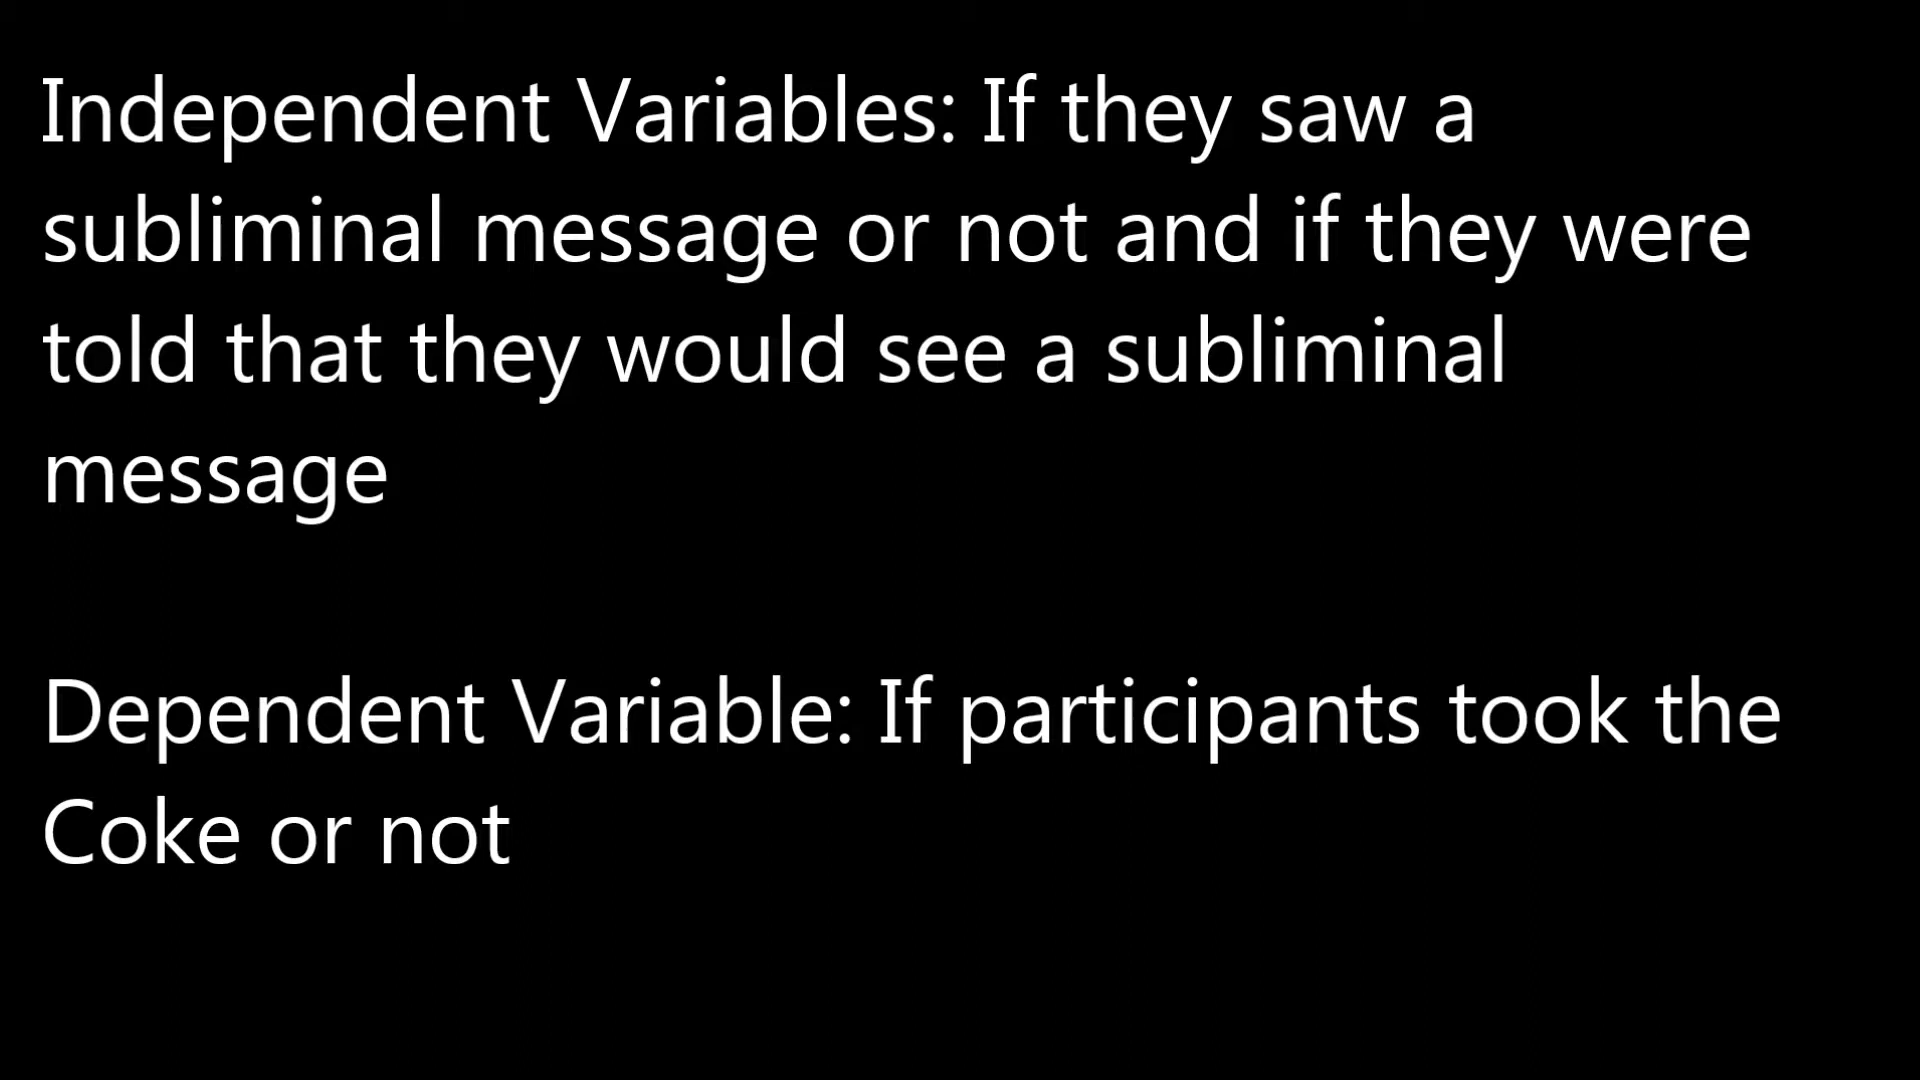 Independent Variables: If they saw a
subliminal message or not and if they were
told that they would see a subliminal
message
Dependent Variable: If participants took the
Coke or not